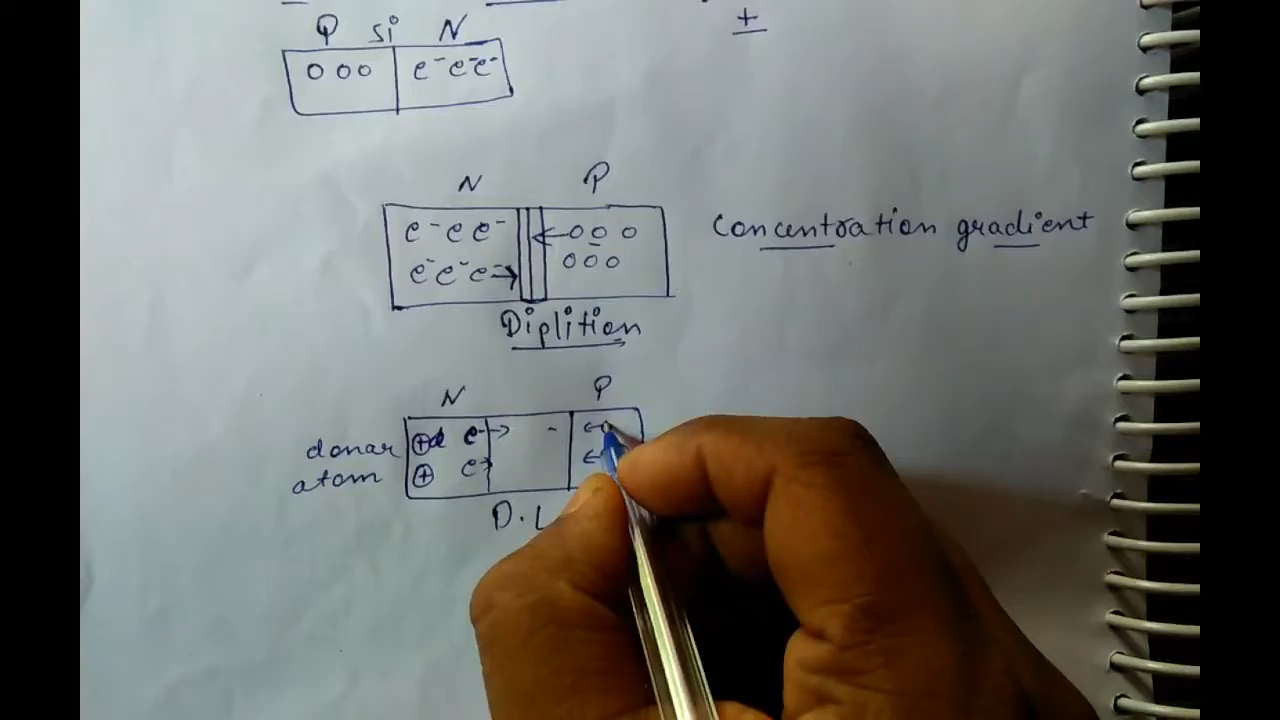 +
P Si N
o o o e⁻ e⁻ e⁻
N P
e⁻ e e⁻ ← o o o
e⁻ e⁻ e⁻ → o o o
Concentration gradient
Diplition
N P
donar ⊕ e⁻ → - ← o
atom ⊕ e ←
D.L